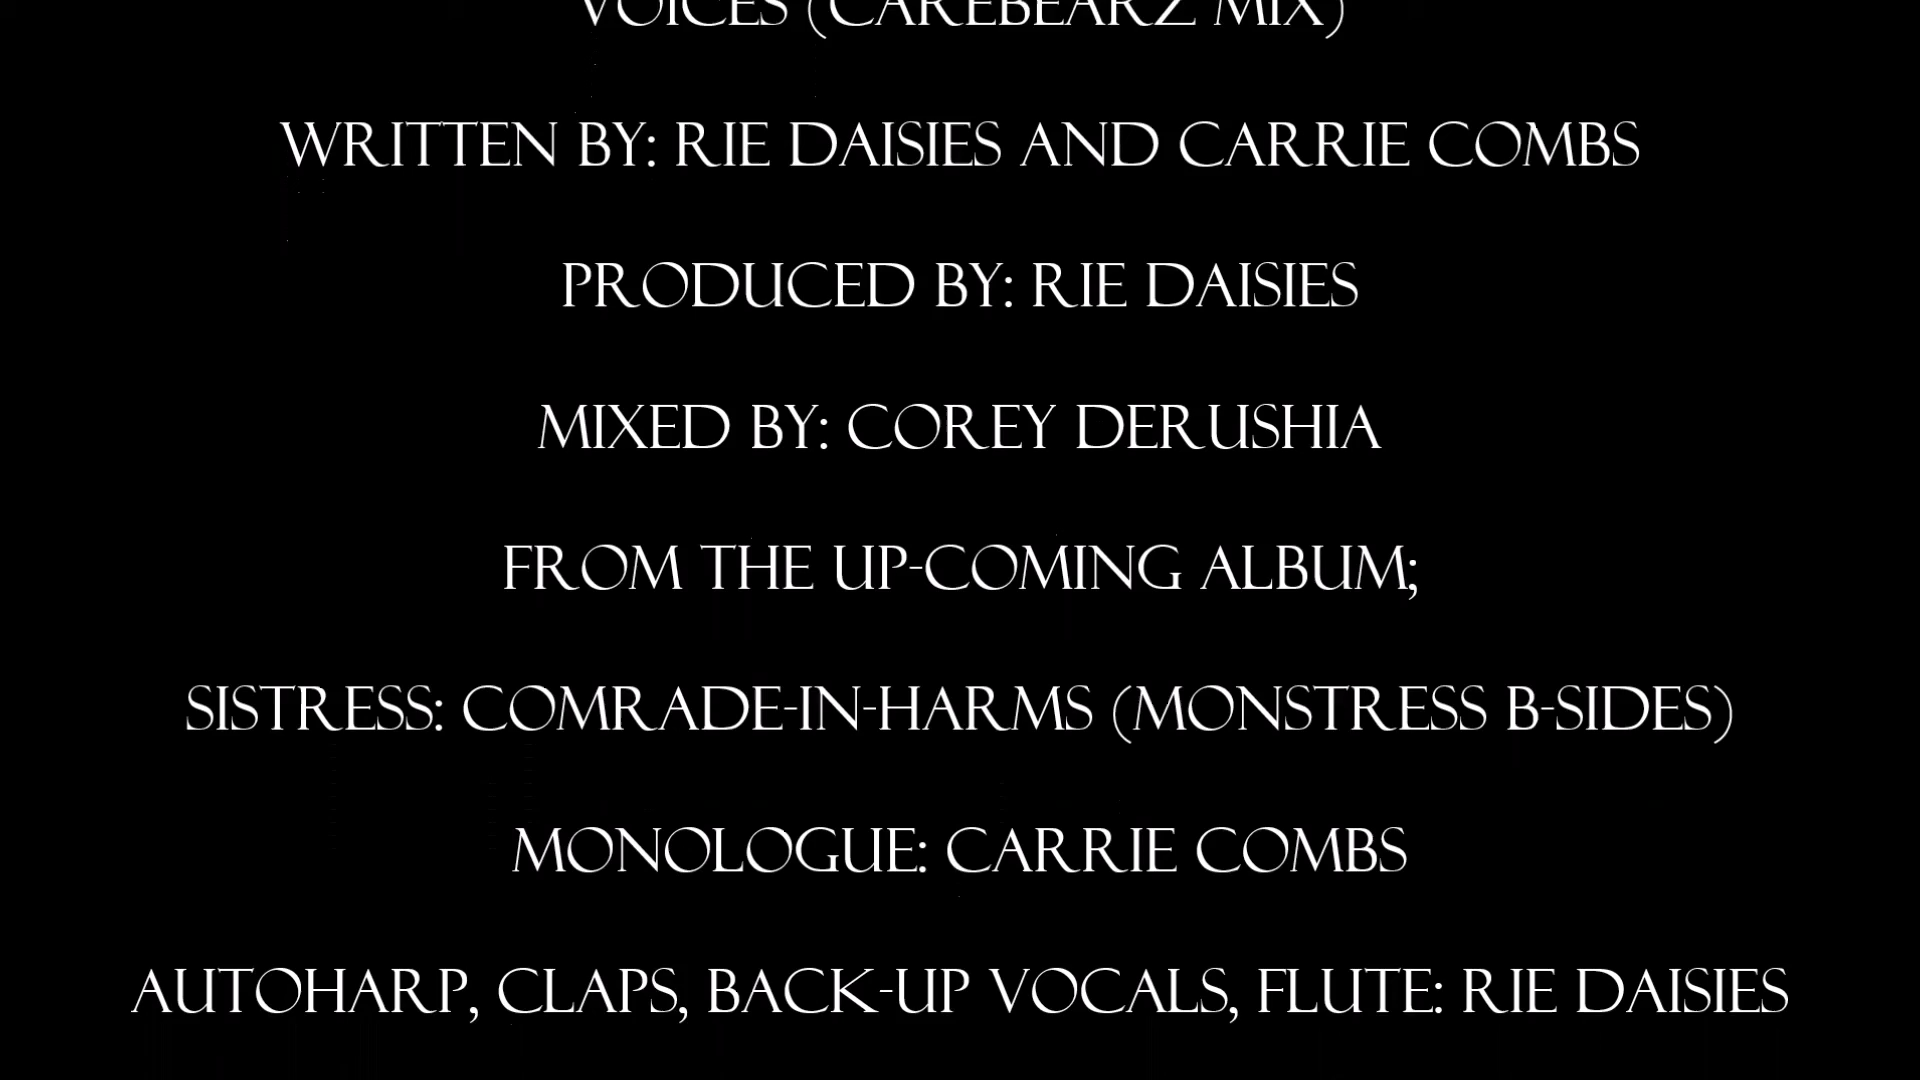 VOICES (CAREBEARZ MIX)
WRITTEN BY: RIE DAISIES AND CARRIE COMBS
PRODUCED BY: RIE DAISIES
MIXED BY: COREY DERUSHIA
FROM THE UP-COMING ALBUM;
SISTRESS: COMRADE-IN-HARMS (MONSTRESS B-SIDES)
MONOLOGUE: CARRIE COMBS
AUTOHARP, CLAPS, BACK-UP VOCALS, FLUTE: RIE DAISIES